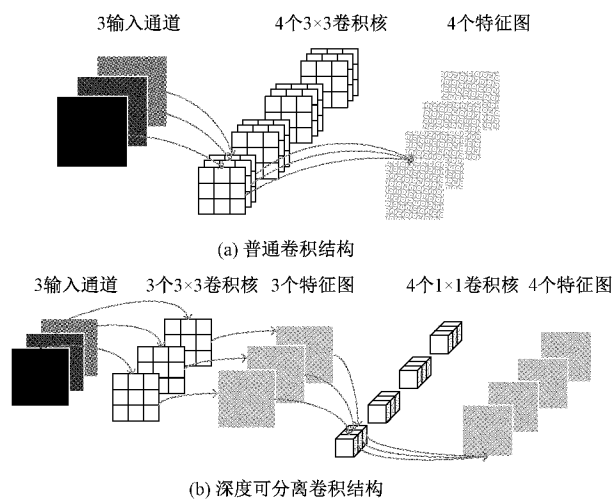 3输入通道 4个3×3卷积核 4个特征图
(a) 普通卷积结构
3输入通道 3个3×3卷积核 3个特征图 4个1×1卷积核 4个特征图
(b) 深度可分离卷积结构